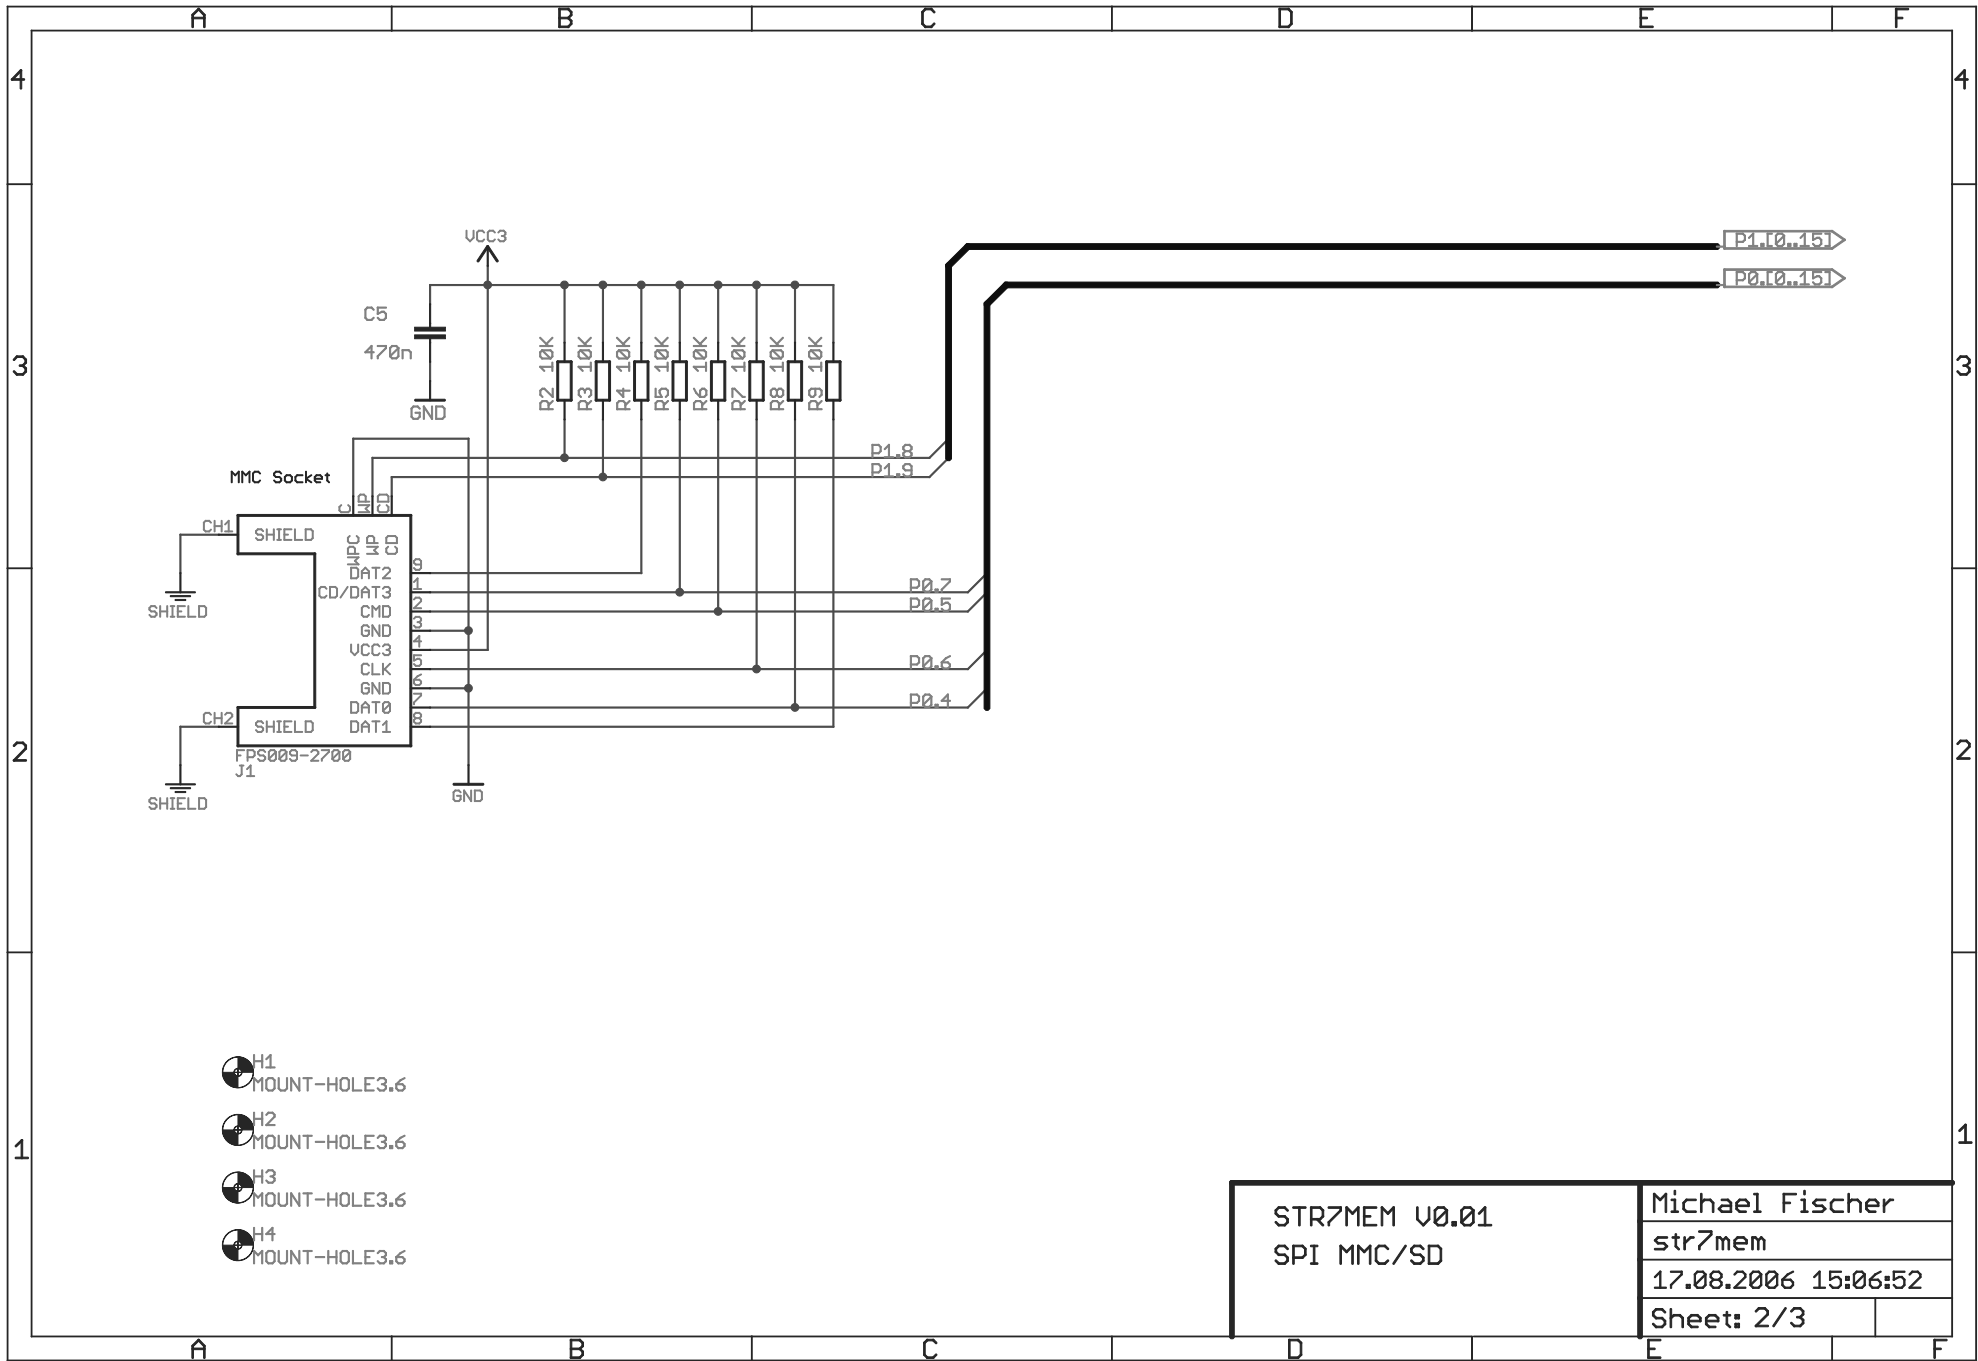 A B C D E F
4 4
VCC3
P1.[0..15]
P0.[0..15]
C5
470n
GND
R2 10K
R3 10K
R4 10K
R5 10K
R6 10K
R7 10K
R8 10K
R9 10K
3 3
P1.8
P1.9
MMC Socket
C
WP
CD
CH1
SHIELD
WPC
WP
CD
SHIELD
DAT2 9
CD/DAT3 1
CMD 2
GND 3
VCC3 4
CLK 5
GND 6
DAT0 7
DAT1 8
P0.7
P0.5
P0.6
P0.4
CH2
SHIELD
FPS009-2700
J1
SHIELD
GND
2 2
H1
MOUNT-HOLE3.6
H2
MOUNT-HOLE3.6
H3
MOUNT-HOLE3.6
H4
MOUNT-HOLE3.6
1 1
STR7MEM V0.01
SPI MMC/SD
Michael Fischer
str7mem
17.08.2006 15:06:52
Sheet: 2/3
A B C D E F